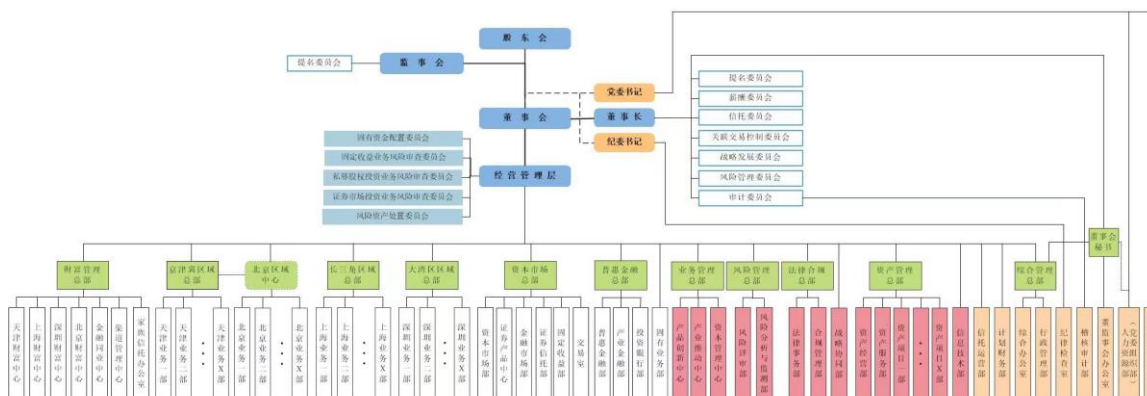 股东会
提名委员会
监事会
党委书记
董事会
董事长
纪委书记
提名委员会
薪酬委员会
信托委员会
关联交易控制委员会
战略发展委员会
风险管理委员会
审计委员会
固有资金配置委员会
固定收益业务风险审查委员会
私募股权投资业务风险审查委员会
证券市场投资业务风险审查委员会
风险资产处置委员会
经营管理层
董事会
秘书
财富管理
总部
京津冀区域
总部
北京区域
中心
长三角区域
总部
大湾区区域
总部
资本市场
总部
普惠金融
总部
业务管理
总部
风险管理
总部
法律合规
总部
资产管理
总部
综合管理
总部
天津财富中心
上海财富中心
深圳财富中心
北京财富中心
金融同业中心
渠道管理中心
家族信托办公室
天津业务一部
天津业务二部
•••
天津业务X部
北京业务一部
北京业务二部
•••
北京业务X部
上海业务一部
上海业务二部
•••
上海业务X部
深圳业务一部
深圳业务二部
•••
深圳业务X部
资本市场部
证券产品中心
金融市场部
证券信托部
固定收益部
交易室
普惠金融部
产业金融部
投资银行部
固有业务部
产品创新中心
产业推动中心
资本管理中心
风险评审部
风险分析与监测部
法律事务部
合规管理部
战略协同部
资产经营部
资产服务部
资产项目一部
••
资产项目X部
信息技术部
信托运营部
计划财务部
综合办公室
行政管理部
纪律检查室
稽核审计部
董监事会办公室
人力资源部
（党委组织部）